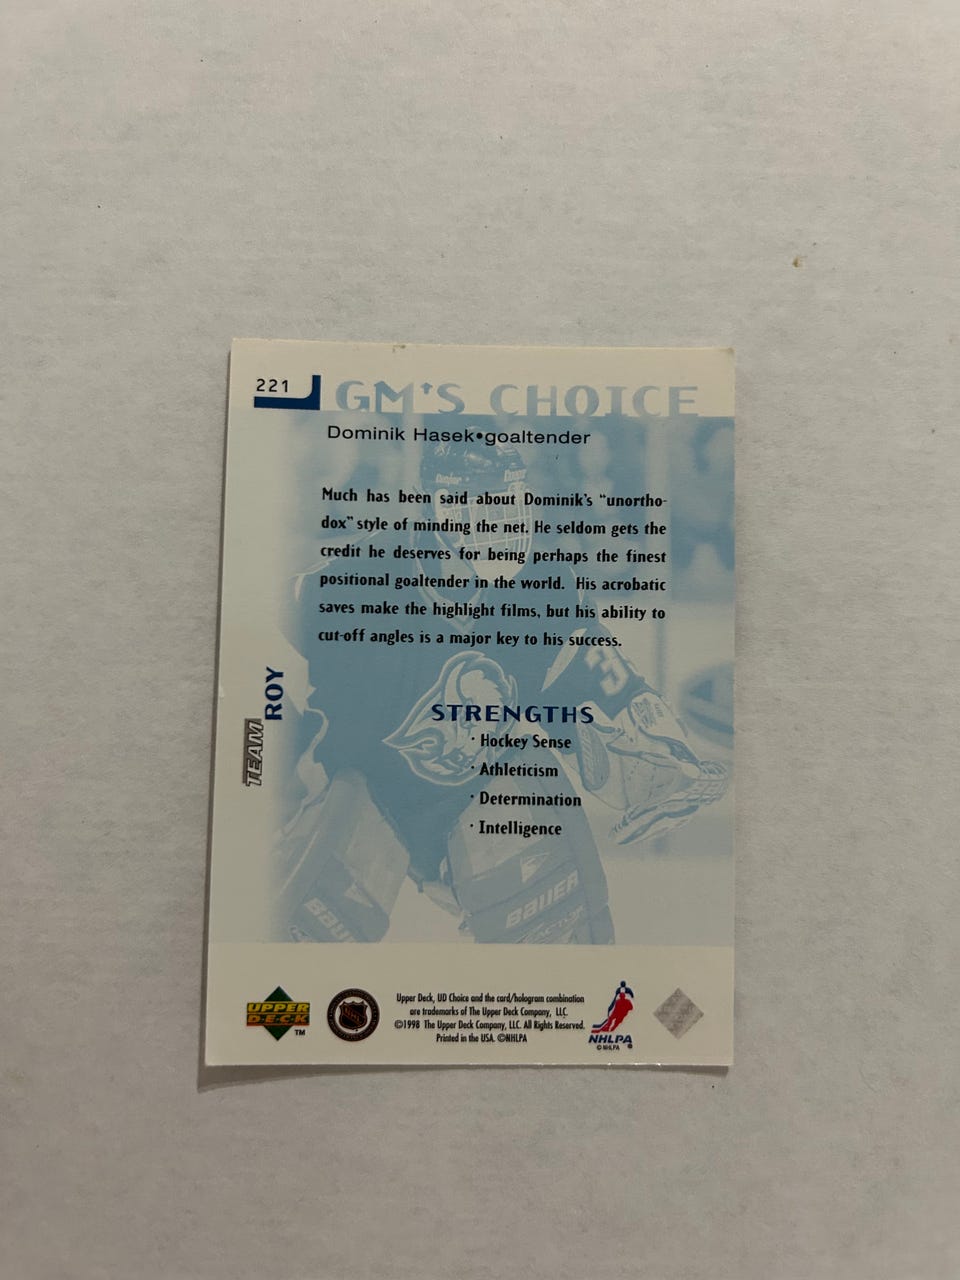 221
GM'S CHOICE
Dominik Hasek•goaltender
Much has been said about Dominik's "unortho-
dox" style of minding the net. He seldom gets the
credit he deserves for being perhaps the finest
positional goaltender in the world. His acrobatic
saves make the highlight films, but his ability to
cut-off angles is a major key to his success.
TEAM
ROY
STRENGTHS
· Hockey Sense
· Athleticism
· Determination
· Intelligence
BAUER
BAUER
UPPER
DECK
TM
Upper Deck, UD Choice and the card/hologram combination
are trademarks of The Upper Deck Company, LLC.
©1998 The Upper Deck Company, LLC. All Rights Reserved.
Printed in the USA. ©NHLPA
NHLPA
© NHLPA